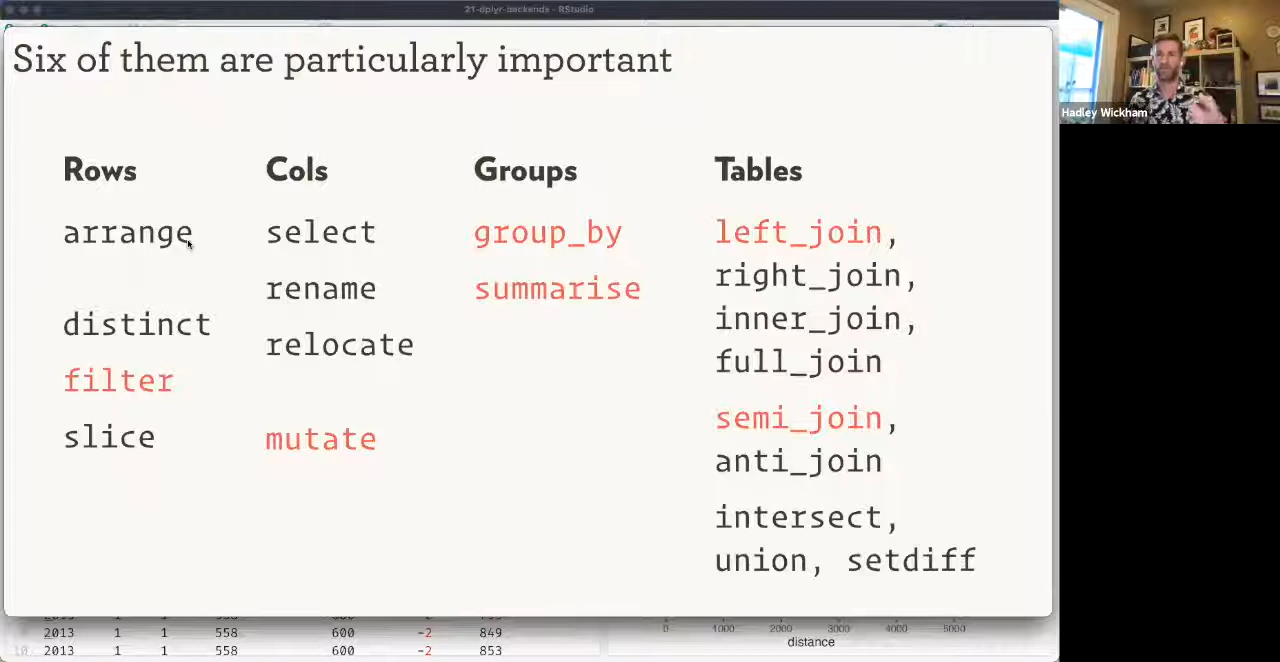 21-dplyr-backends - RStudio
Six of them are particularly important
Rows
arrange
distinct
filter
slice
Cols
select
rename
relocate
mutate
Groups
group_by
summarise
Tables
left_join,
right_join,
inner_join,
full_join
semi_join,
anti_join
intersect,
union, setdiff
Hadley Wickham
2013 1 1 558 600 -2 849
10 2013 1 1 558 600 -2 853
0 1000 2000 3000 4000 5000
distance